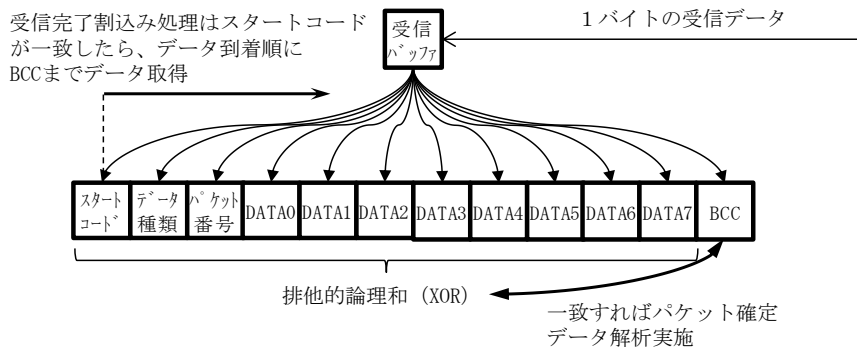 受信完了割込み処理はスタートコード
が一致したら、データ到着順に
BCCまでデータ取得
受信
ﾊﾞｯﾌｧ
１バイトの受信データ
ｽﾀｰﾄ
ｺｰﾄﾞ
ﾃﾞｰﾀ
種類
ﾊﾟｹｯﾄ
番号
DATA0
DATA1
DATA2
DATA3
DATA4
DATA5
DATA6
DATA7
BCC
排他的論理和（XOR）
一致すればパケット確定
データ解析実施